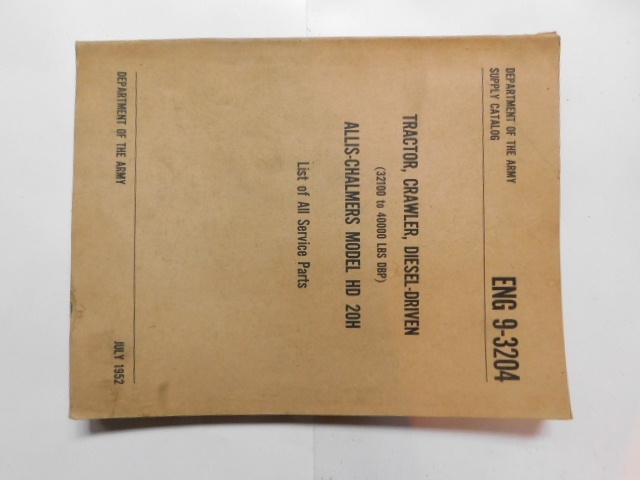 DEPARTMENT OF THE ARMY
SUPPLY CATALOG
ENG 9-3204
TRACTOR, CRAWLER, DIESEL-DRIVEN
(32100 to 40000 LBS DBP)
ALLIS-CHALMERS MODEL HD 20H
List of All Service Parts
DEPARTMENT OF THE ARMY
JULY 1952